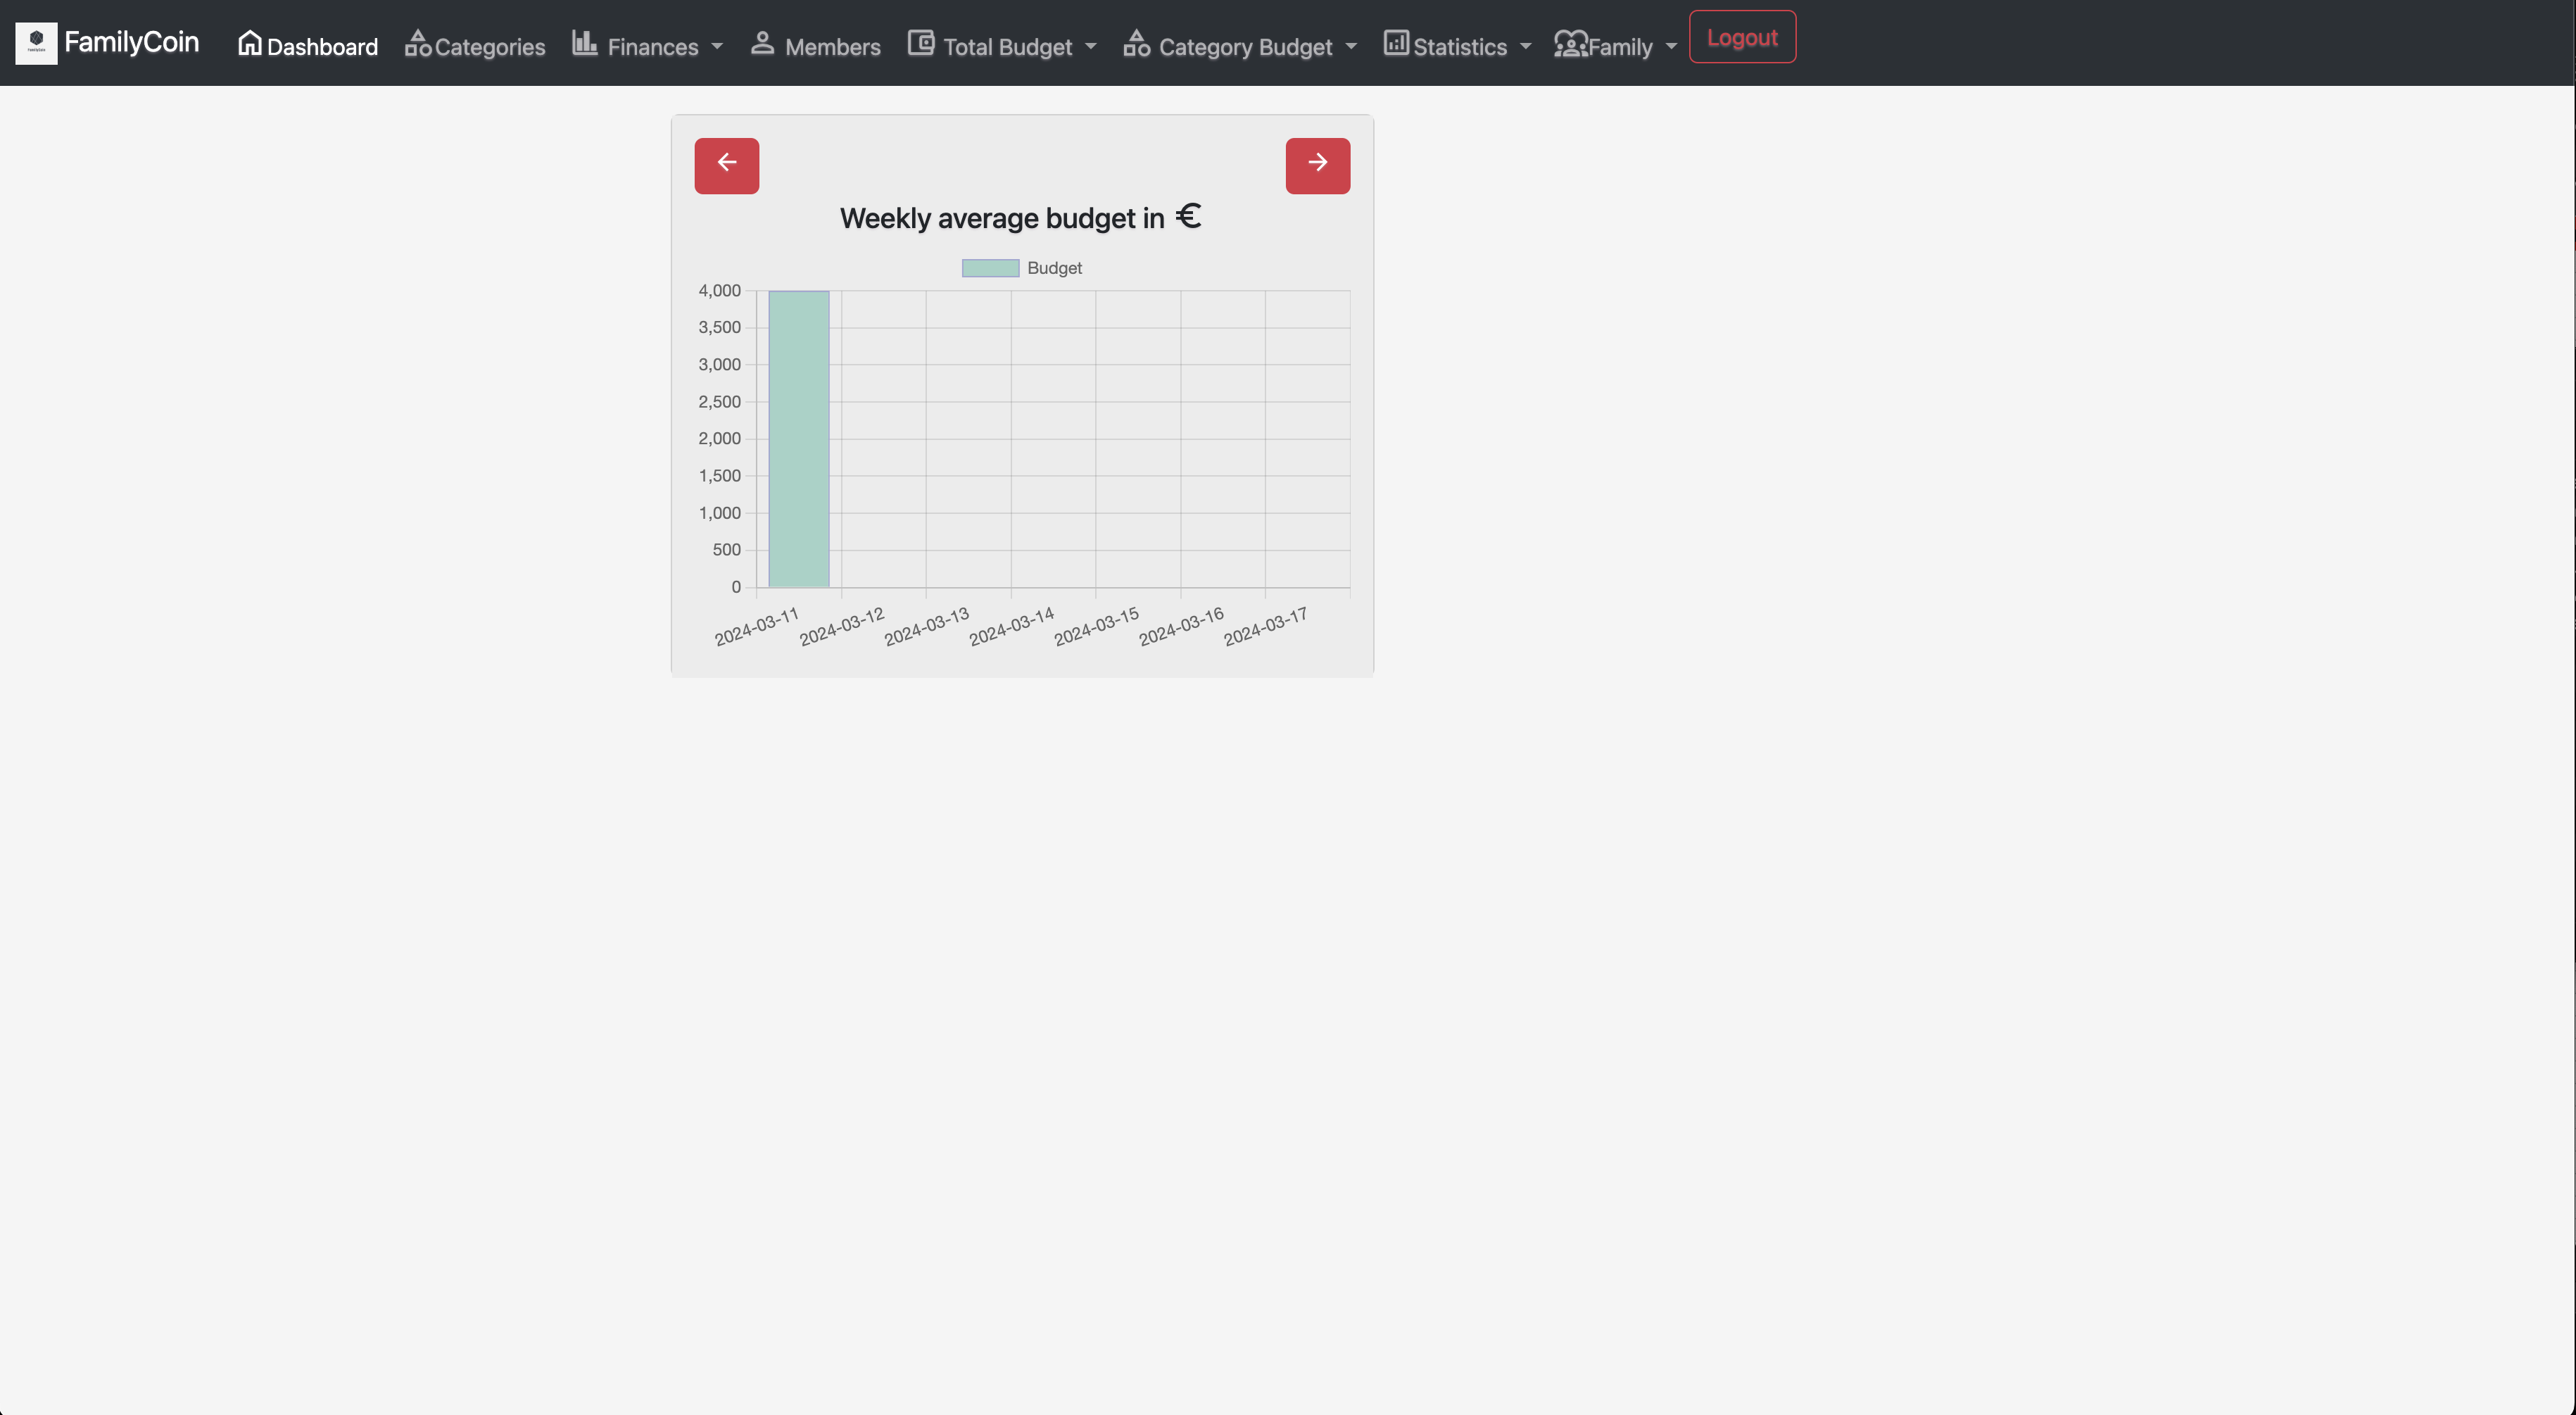 FamilyCoin Dashboard Categories Finances Members Total Budget Category Budget Statistics Family Logout
Weekly average budget in €
Budget
4,000
3,500
3,000
2,500
2,000
1,500
1,000
500
0
2024-03-11 2024-03-12 2024-03-13 2024-03-14 2024-03-15 2024-03-16 2024-03-17